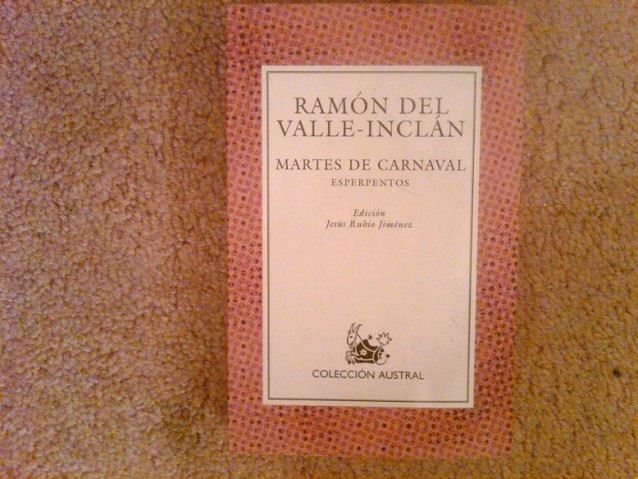 RAMÓN DEL
VALLE-INCLÁN
MARTES DE CARNAVAL
ESPERPENTOS
Edición
Jesús Rubio Jiménez
COLECCIÓN AUSTRAL